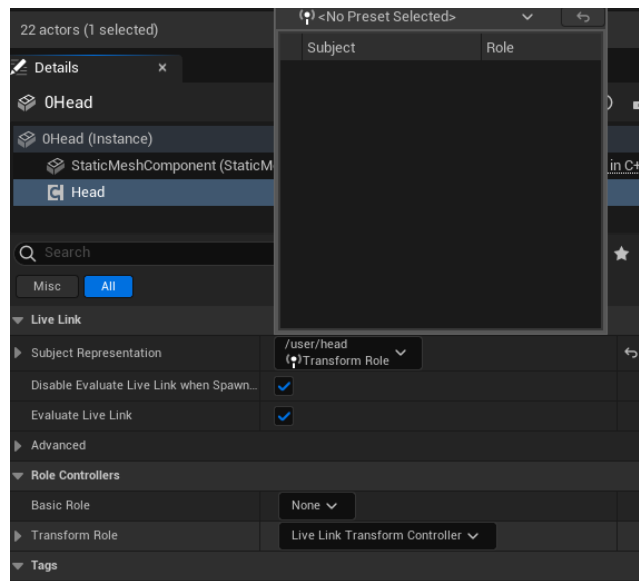 22 actors (1 selected)
<No Preset Selected>
Subject Role
Details ×
0Head
0Head (Instance)
StaticMeshComponent (StaticM
in C+
Head
Search
Misc All
Live Link
Subject Representation
/user/head
Transform Role
Disable Evaluate Live Link when Spawn...
Evaluate Live Link
Advanced
Role Controllers
Basic Role None
Transform Role Live Link Transform Controller
Tags